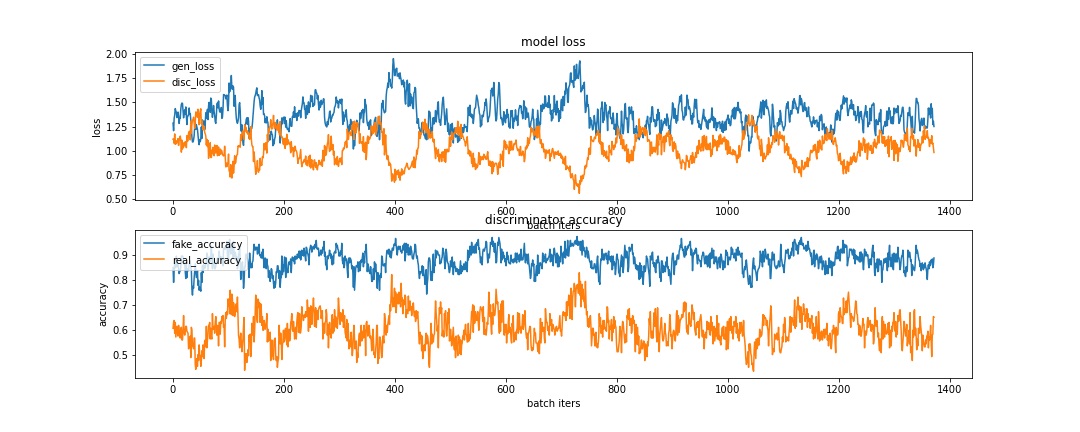 model loss
2.00
1.75
1.50
1.25
1.00
0.75
0.50
loss
gen_loss
disc_loss
0 200 400 600 800 1000 1200 1400
batch iters
discriminator accuracy
0.9
0.8
0.7
0.6
0.5
accuracy
fake_accuracy
real_accuracy
0 200 400 600 800 1000 1200 1400
batch iters